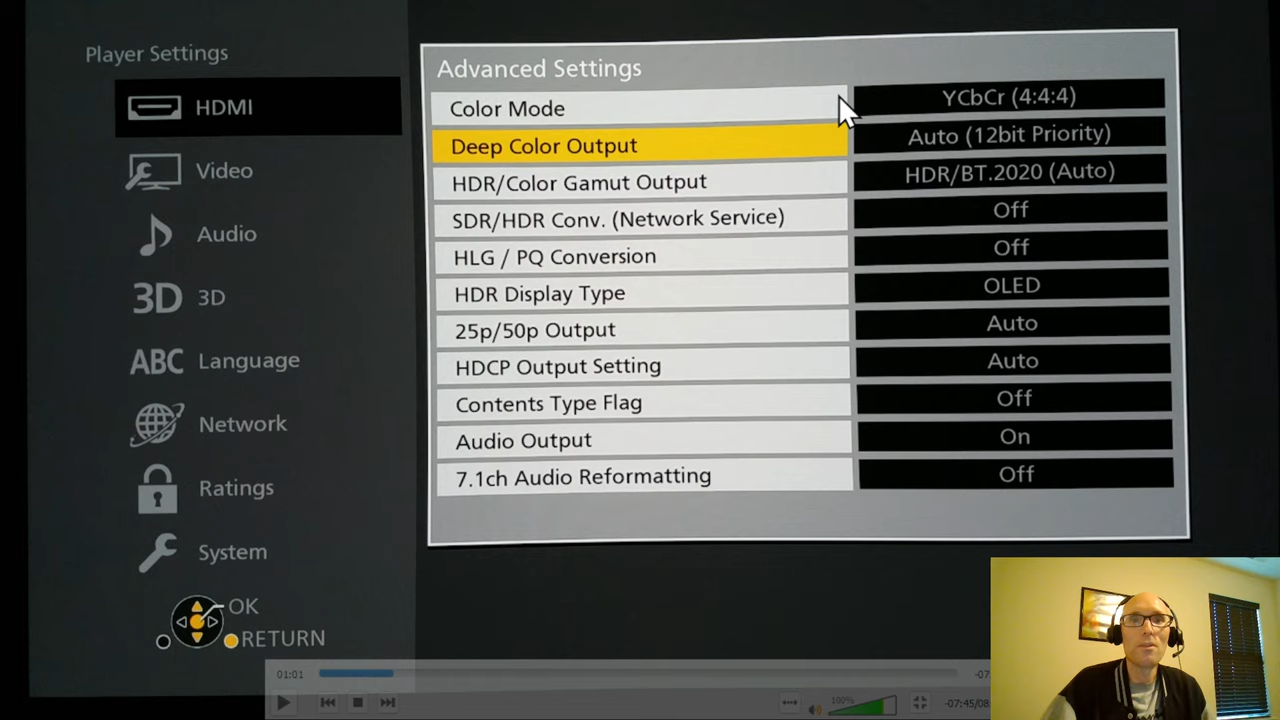 Player Settings
HDMI
Video
Audio
3D 3D
ABC Language
Network
Ratings
System
OK
RETURN
Advanced Settings
Color Mode YCbCr (4:4:4)
Deep Color Output Auto (12bit Priority)
HDR/Color Gamut Output HDR/BT.2020 (Auto)
SDR/HDR Conv. (Network Service) Off
HLG / PQ Conversion Off
HDR Display Type OLED
25p/50p Output Auto
HDCP Output Setting Auto
Contents Type Flag Off
Audio Output On
7.1ch Audio Reformatting Off
01:01
100%